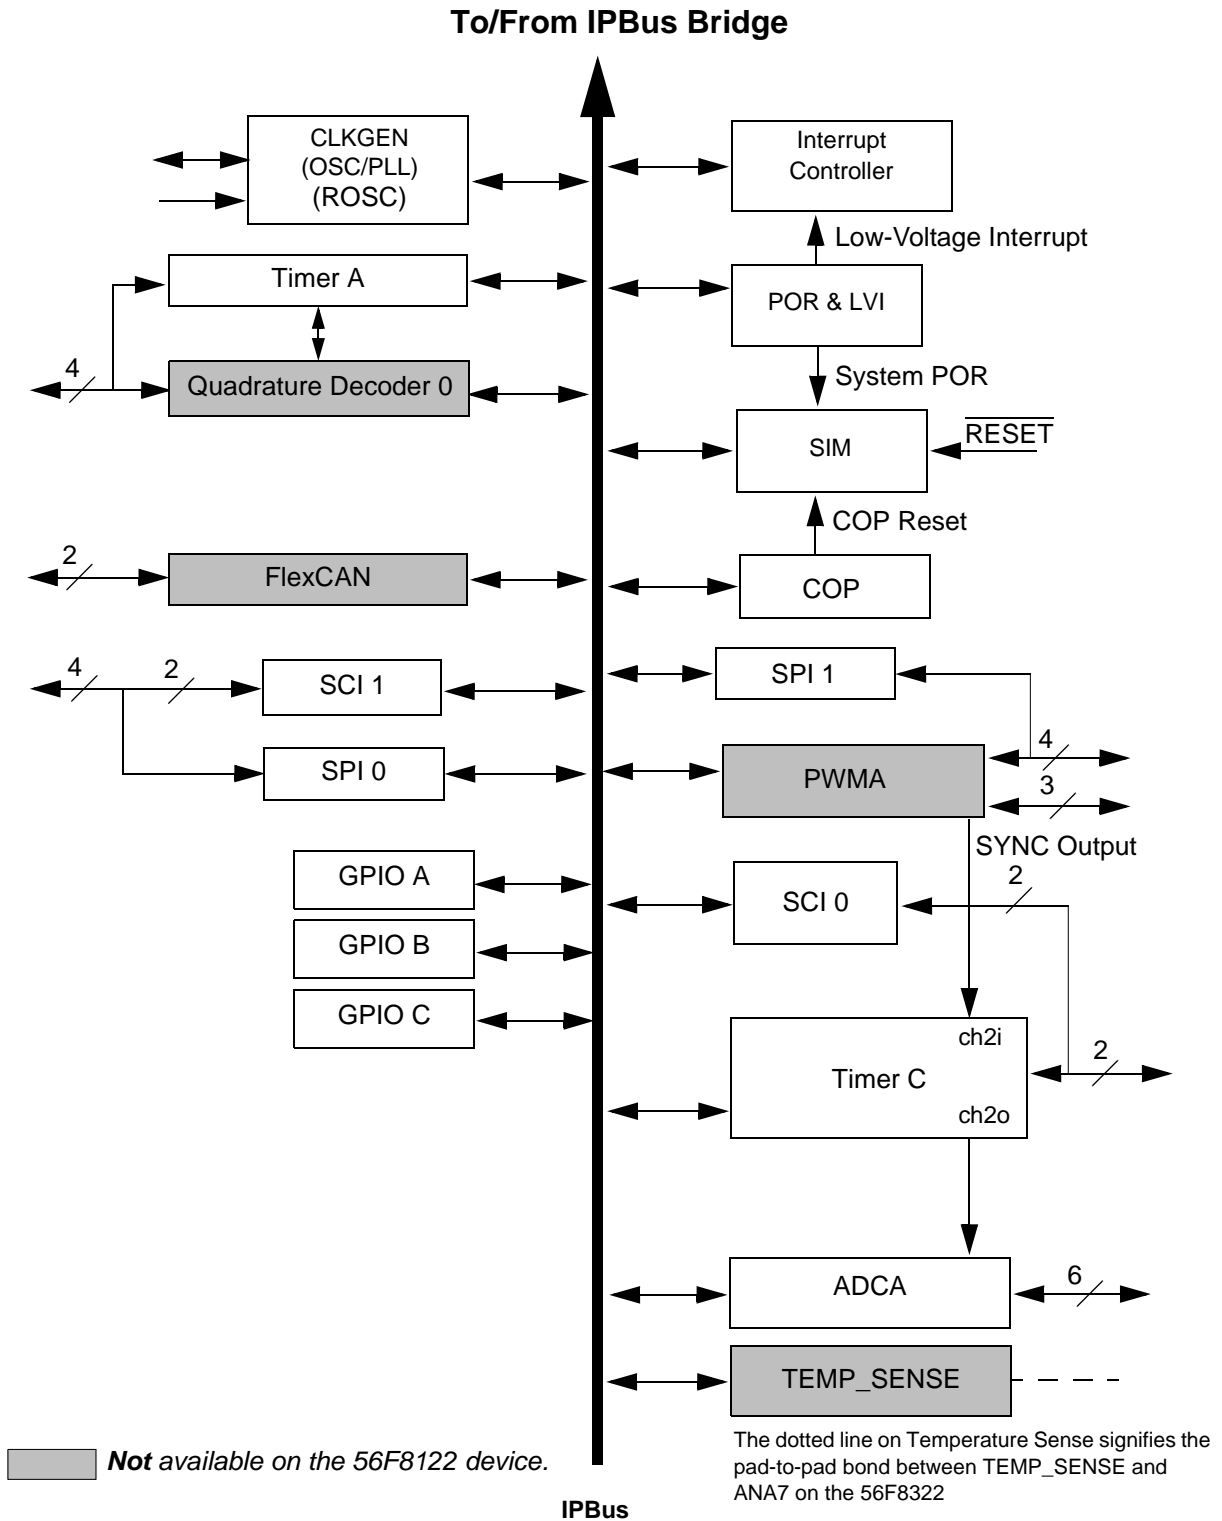 To/From IPBus Bridge
CLKGEN
(OSC/PLL)
(ROSC)
Interrupt
Controller
Low-Voltage Interrupt
Timer A
POR & LVI
4
Quadrature Decoder 0
System POR
SIM
RESET
COP Reset
2
FlexCAN
COP
4
2
SCI 1
SPI 1
SPI 0
4
PWMA
3
SYNC Output
GPIO A
2
SCI 0
GPIO B
GPIO C
ch2i
2
Timer C
ch2o
6
ADCA
TEMP_SENSE
Not available on the 56F8122 device.
The dotted line on Temperature Sense signifies the
pad-to-pad bond between TEMP_SENSE and
ANA7 on the 56F8322
IPBus